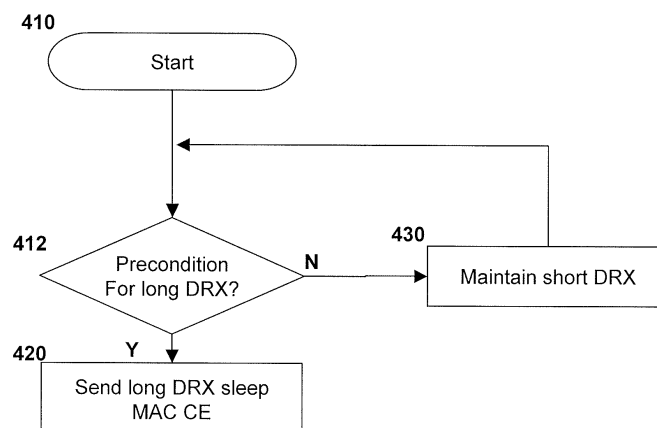 410
Start
412
Precondition
For long DRX?
N
430
Maintain short DRX
Y
420
Send long DRX sleep
MAC CE